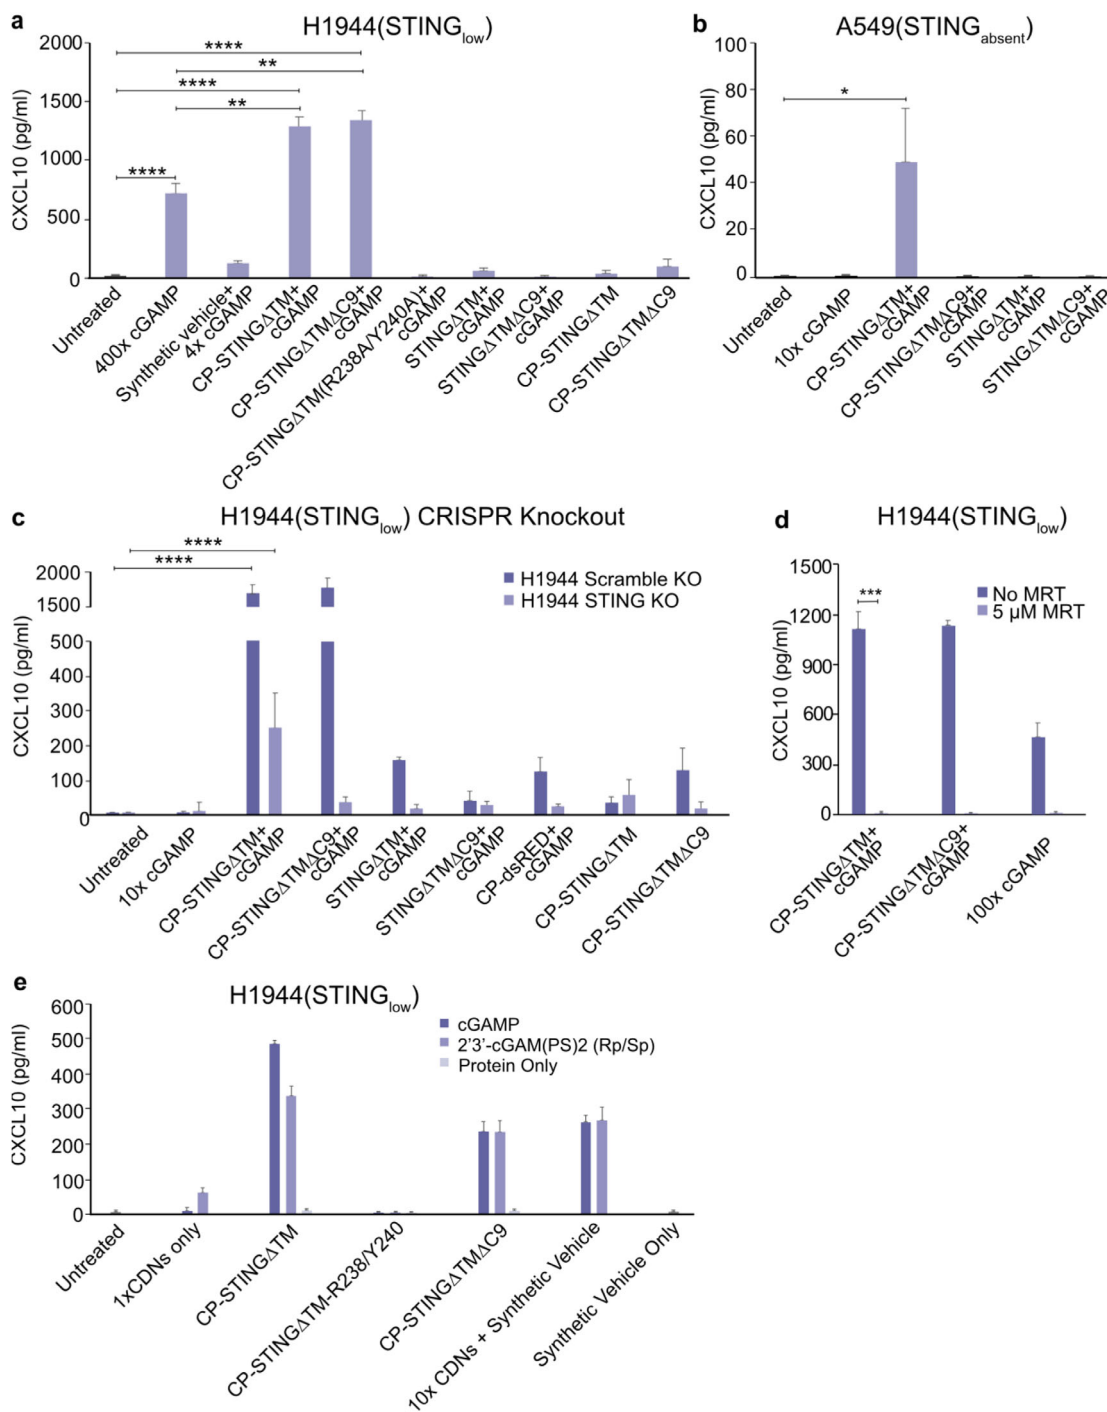 a
H1944(STINGlow)
CXCL10 (pg/ml)
2000
1500
1000
500
0
****
**
****
**
****
Untreated
400x cGAMP
Synthetic vehicle+
4x cGAMP
CP-STINGΔTM+
cGAMP
CP-STINGΔTMΔC9+
cGAMP
CP-STINGΔTM(R238A/Y240A)+
cGAMP
STINGΔTM+
cGAMP
STINGΔTMΔC9+
cGAMP
CP-STINGΔTM
CP-STINGΔTMΔC9
b
A549(STINGabsent)
CXCL10 (pg/ml)
100
80
60
40
20
0
*
Untreated
10x cGAMP
CP-STINGΔTM+
cGAMP
CP-STINGΔTMΔC9+
cGAMP
STINGΔTM+
cGAMP
STINGΔTMΔC9+
cGAMP
c
H1944(STINGlow) CRISPR Knockout
CXCL10 (pg/ml)
2000
1500
500
400
300
200
100
0
****
****
H1944 Scramble KO
H1944 STING KO
Untreated
10x cGAMP
CP-STINGΔTM+
cGAMP
CP-STINGΔTMΔC9+
cGAMP
STINGΔTM+
cGAMP
STINGΔTMΔC9+
cGAMP
CP-dsRED+
cGAMP
CP-STINGΔTM
CP-STINGΔTMΔC9
d
H1944(STINGlow)
CXCL10 (pg/ml)
1500
1200
900
600
300
0
***
No MRT
5 µM MRT
CP-STINGΔTM+
cGAMP
CP-STINGΔTMΔC9+
cGAMP
100x cGAMP
e
H1944(STINGlow)
CXCL10 (pg/ml)
600
500
400
300
200
100
0
cGAMP
2'3'-cGAM(PS)2 (Rp/Sp)
Protein Only
Untreated
1xCDNs only
CP-STINGΔTM
CP-STINGΔTM-R238/Y240
CP-STINGΔTMΔC9
10x CDNs + Synthetic Vehicle
Synthetic Vehicle Only